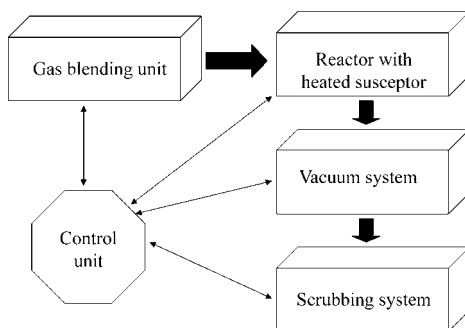 Gas blending unit
Reactor with
heated susceptor
Vacuum system
Control
unit
Scrubbing system